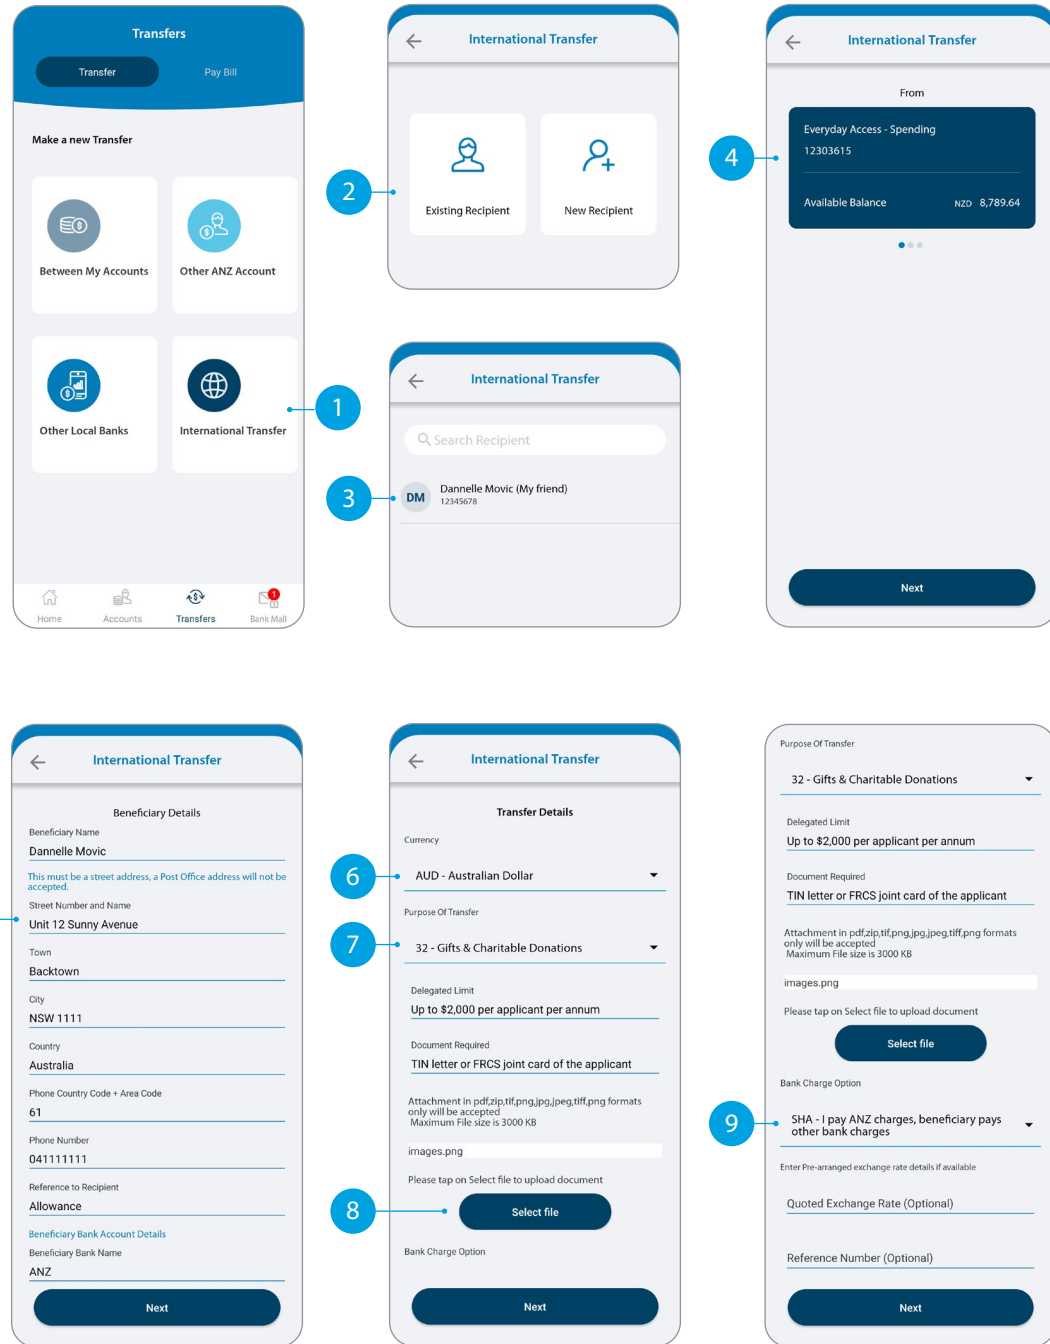 Transfers
Transfer
Pay Bill
Make a new Transfer
Between My Accounts
Other ANZ Account
Other Local Banks
International Transfer
1
Home
Accounts
Transfers
1
Bank Mail
International Transfer
2
Existing Recipient
New Recipient
International Transfer
Search Recipient
3
DM
Dannelle Movic (My friend)
12345678
International Transfer
From
4
Everyday Access - Spending
12303615
Available Balance
NZD 8,789.64
Next
International Transfer
Beneficiary Details
Beneficiary Name
Dannelle Movic
This must be a street address, a Post Office address will not be
accepted.
Street Number and Name
Unit 12 Sunny Avenue
Town
Backtown
City
NSW 1111
Country
Australia
Phone Country Code + Area Code
61
Phone Number
041111111
Reference to Recipient
Allowance
Beneficiary Bank Account Details
Beneficiary Bank Name
ANZ
Next
International Transfer
Transfer Details
Currency
6
AUD - Australian Dollar
Purpose Of Transfer
7
32 - Gifts & Charitable Donations
Delegated Limit
Up to $2,000 per applicant per annum
Document Required
TIN letter or FRCS joint card of the applicant
Attachment in pdf,zip,tif,png,jpg,jpeg,tiff,png formats
only will be accepted
Maximum File size is 3000 KB
images.png
Please tap on Select file to upload document
8
Select file
Bank Charge Option
Next
Purpose Of Transfer
32 - Gifts & Charitable Donations
Delegated Limit
Up to $2,000 per applicant per annum
Document Required
TIN letter or FRCS joint card of the applicant
Attachment in pdf,zip,tif,png,jpg,jpeg,tiff,png formats
only will be accepted
Maximum File size is 3000 KB
images.png
Please tap on Select file to upload document
Select file
Bank Charge Option
9
SHA - I pay ANZ charges, beneficiary pays
other bank charges
Enter Pre-arranged exchange rate details if available
Quoted Exchange Rate (Optional)
Reference Number (Optional)
Next